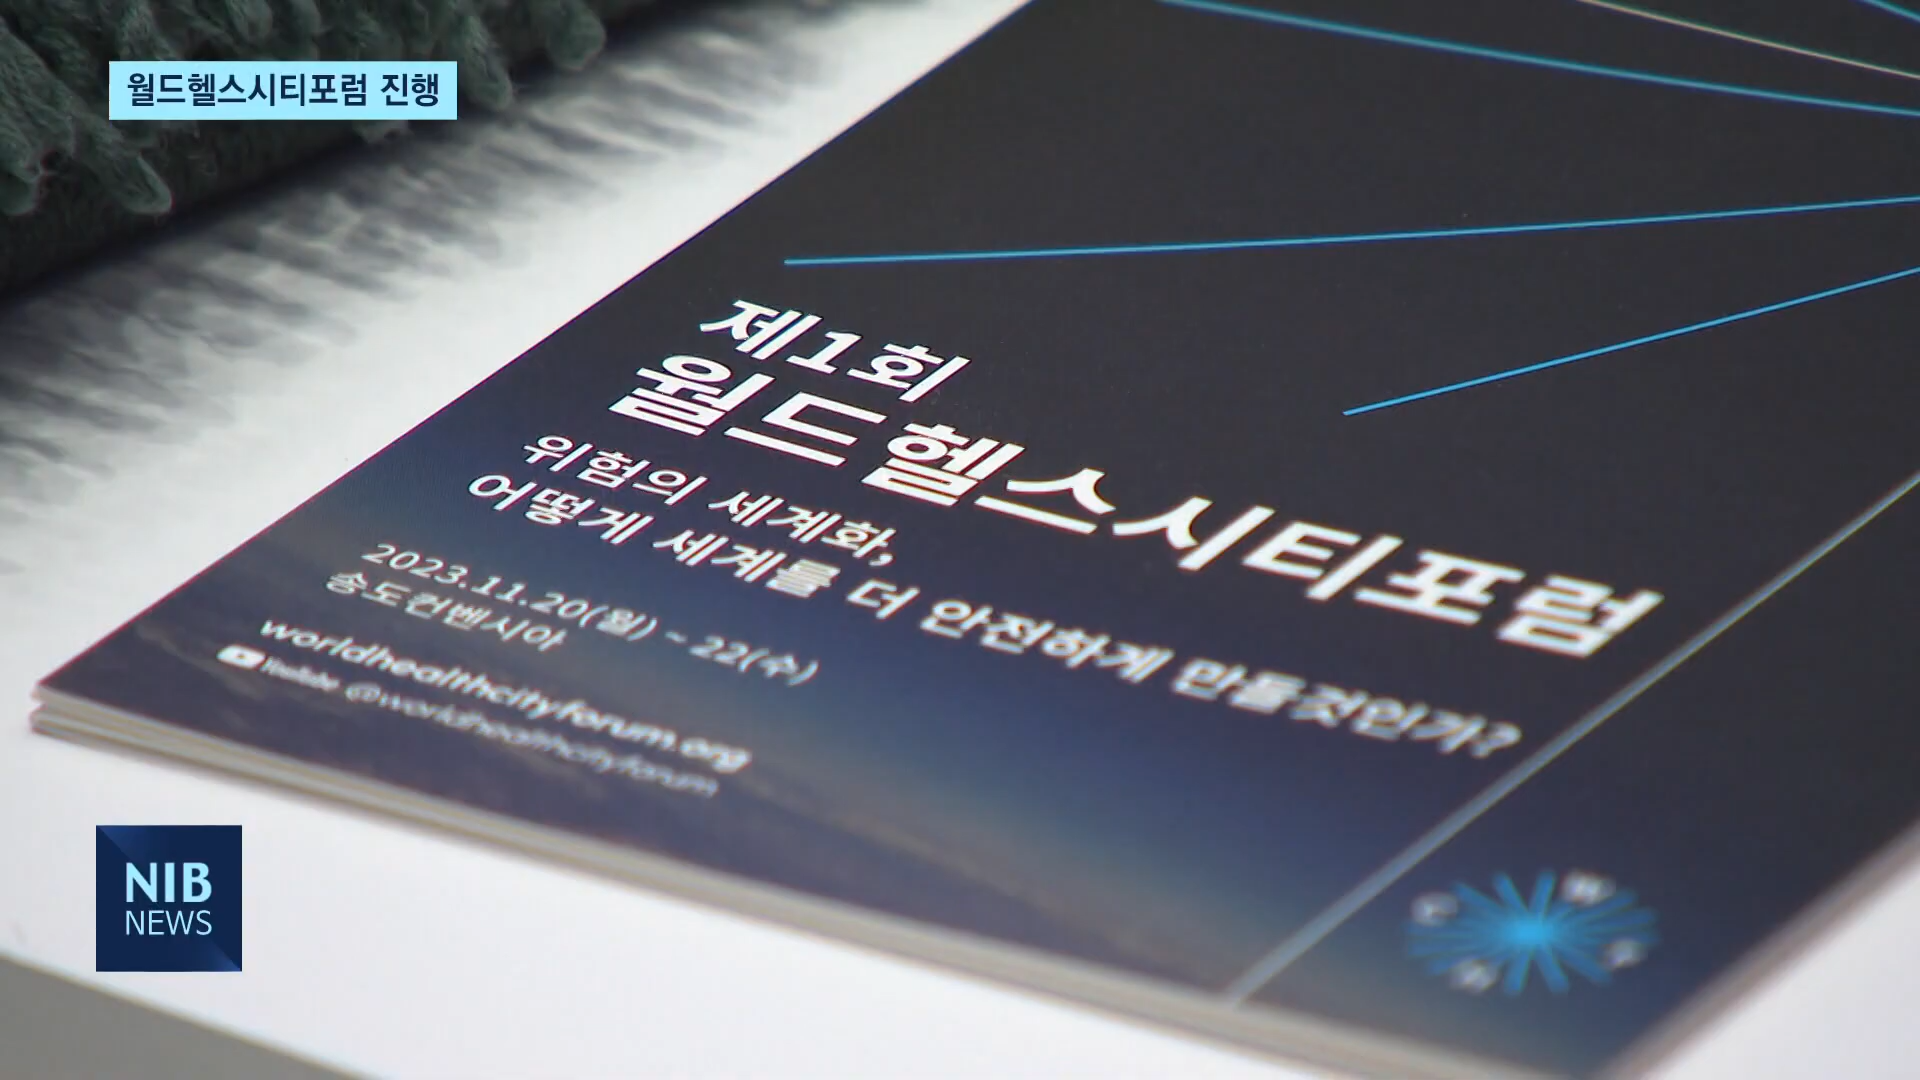 월드헬스시티포럼 진행
제1회
월드헬스시티포럼
위험의 세계화,
어떻게 세계를 더 안전하게 만들것인가?
2023.11.20(월) ~ 22(수)
송도컨벤시아
worldhealthcityforum.org
Youtube @worldhealthcityforum
NIB
NEWS